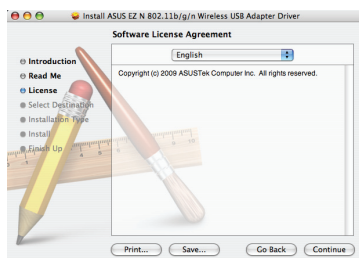 Install ASUS EZ N 802.11b/g/n Wireless USB Adapter Driver
Software License Agreement
English
Introduction
Read Me
License
Select Destination
Installation Type
Install
Finish Up
Copyright (c) 2009 ASUSTek Computer Inc. All rights reserved.
Print...
Save...
Go Back
Continue